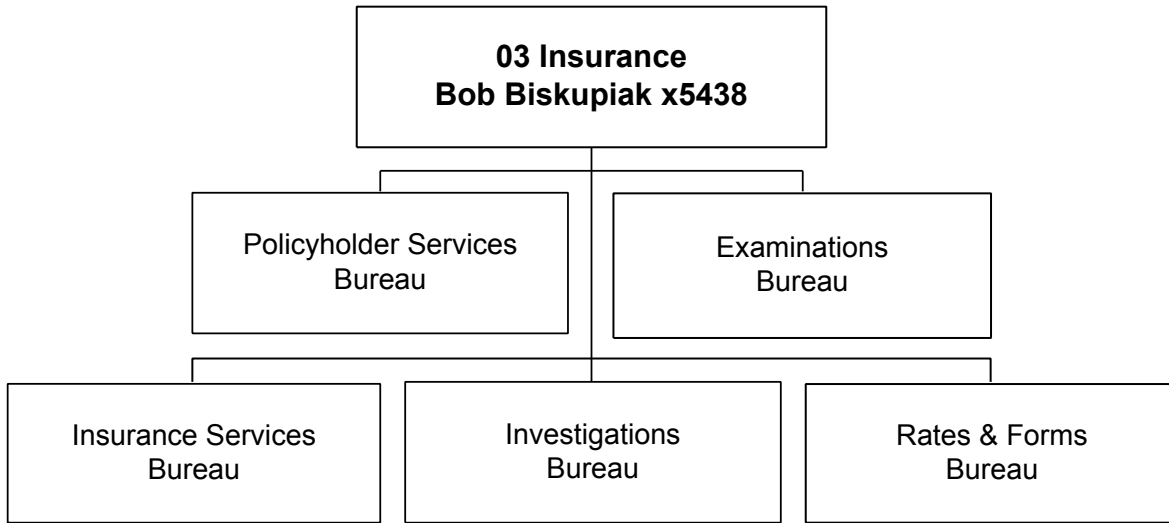 03 Insurance
Bob Biskupiak x5438
Policyholder Services
Bureau
Examinations
Bureau
Insurance Services
Bureau
Investigations
Bureau
Rates & Forms
Bureau